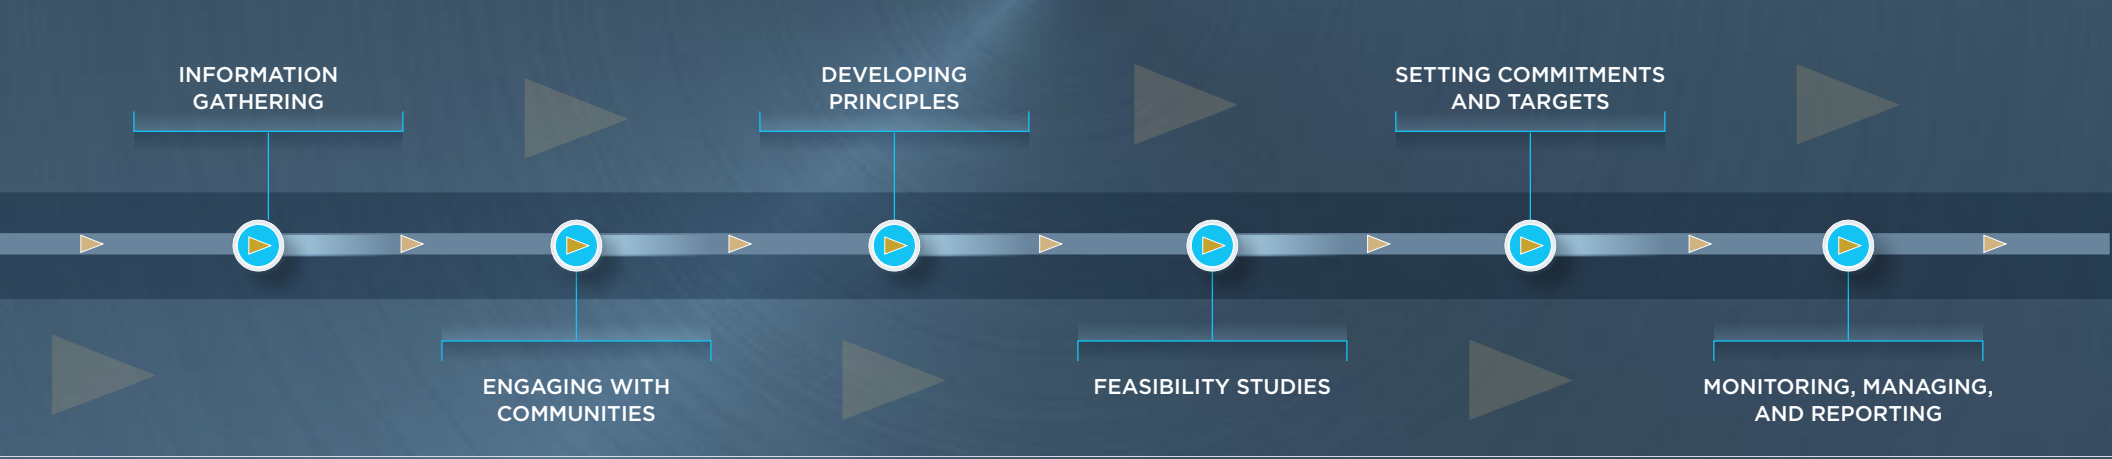 INFORMATION
GATHERING
ENGAGING WITH
COMMUNITIES
DEVELOPING
PRINCIPLES
FEASIBILITY STUDIES
SETTING COMMITMENTS
AND TARGETS
MONITORING, MANAGING,
AND REPORTING